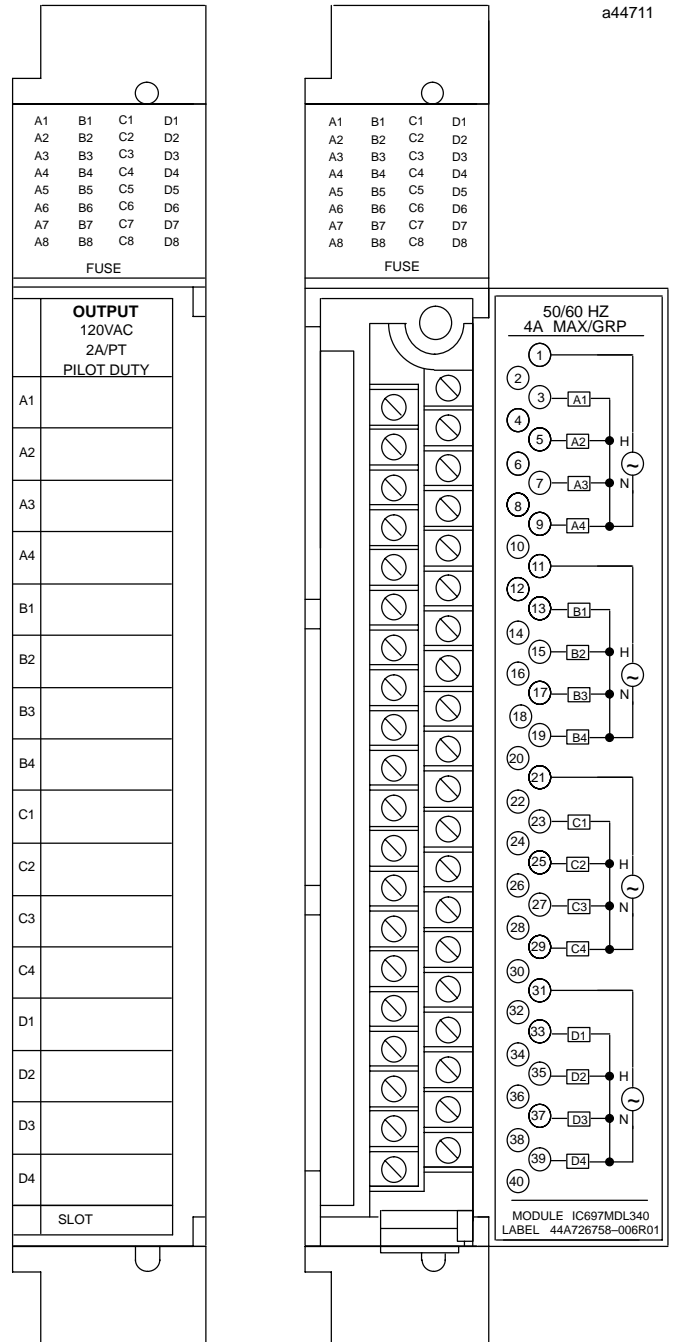 a44711
A1 B1 C1 D1
A2 B2 C2 D2
A3 B3 C3 D3
A4 B4 C4 D4
A5 B5 C5 D5
A6 B6 C6 D6
A7 B7 C7 D7
A8 B8 C8 D8
FUSE
OUTPUT
120VAC
2A/PT
PILOT DUTY
A1
A2
A3
A4
B1
B2
B3
B4
C1
C2
C3
C4
D1
D2
D3
D4
SLOT
A1 B1 C1 D1
A2 B2 C2 D2
A3 B3 C3 D3
A4 B4 C4 D4
A5 B5 C5 D5
A6 B6 C6 D6
A7 B7 C7 D7
A8 B8 C8 D8
FUSE
50/60 HZ
4A MAX/GRP
1
2
3 A1
4
5 A2 H
6 ~
7 A3 N
8
9 A4
10
11
12
13 B1
14
15 B2 H
16 ~
17 B3 N
18
19 B4
20
21
22
23 C1
24
25 C2 H
26 ~
27 C3 N
28
29 C4
30
31
32
33 D1
34
35 D2 H
36 ~
37 D3 N
38
39 D4
40
MODULE IC697MDL340
LABEL 44A726758–006R01